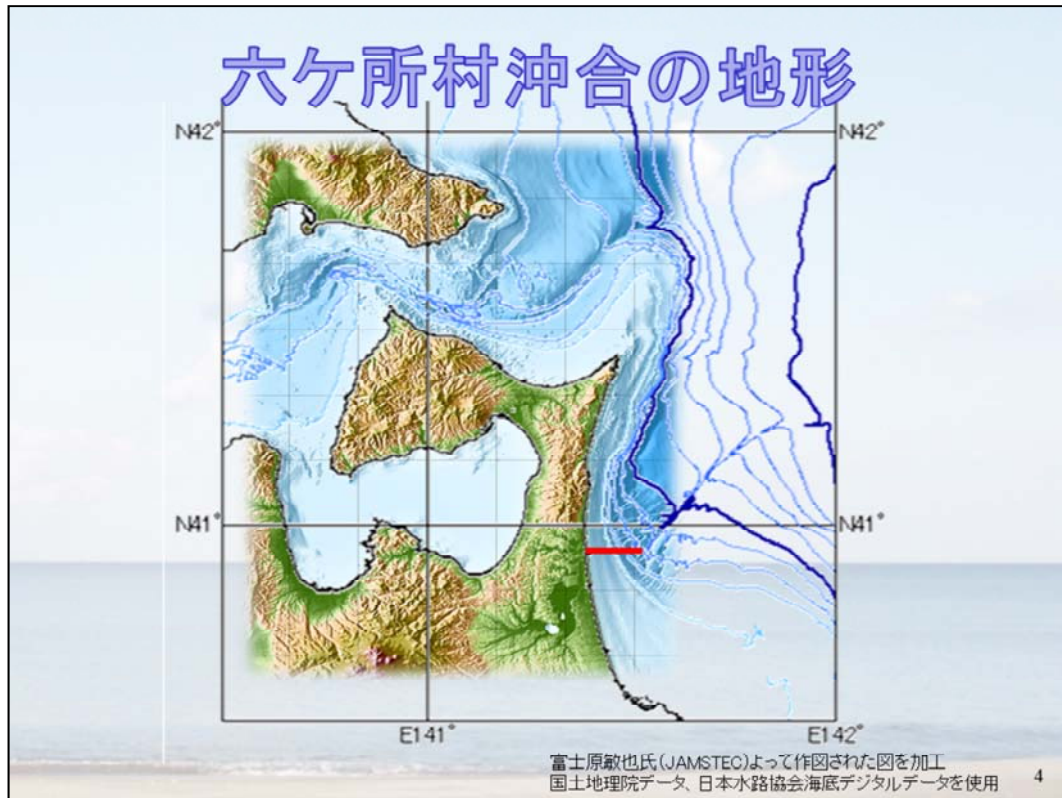 六ケ所村沖合の地形
N42°
N42°
N41°
N41°
E141°
E142°
富士原敏也氏(JAMSTEC)よって作図された図を加工
国土地理院データ、日本水路協会海底デジタルデータを使用
4